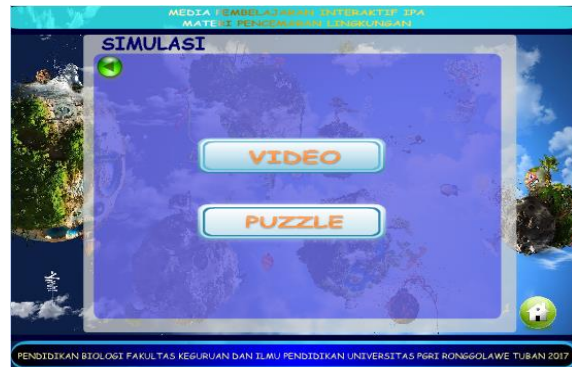 MEDIA PEMBELAJARAN INTERAKTIF IPA
MATERI PENCEMARAN LINGKUNGAN
SIMULASI
VIDEO
PUZZLE
PENDIDIKAN BIOLOGI FAKULTAS KEGURUAN DAN ILMU PENDIDIKAN UNIVERSITAS PGRI RONGGOLAWE TUBAN 2017